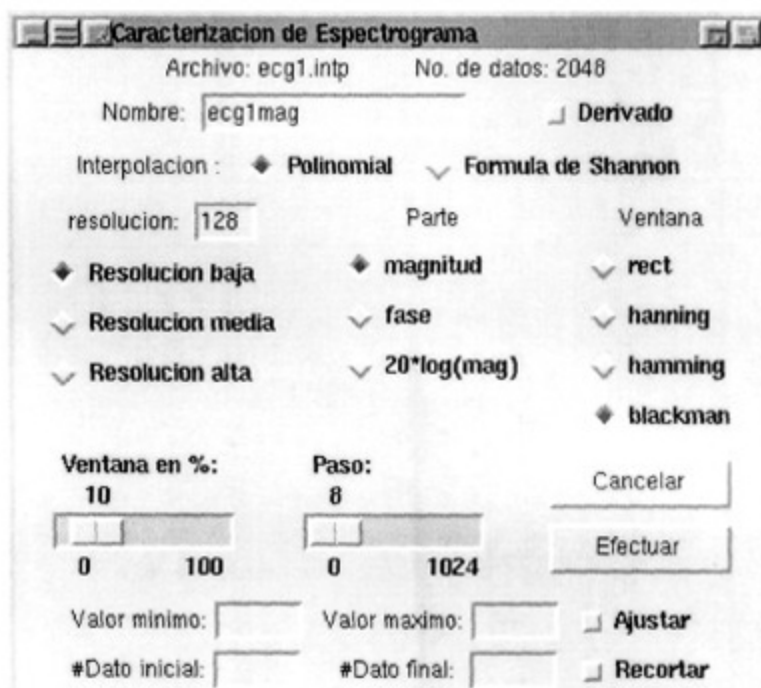 Caracterizacion de Espectrograma
Archivo: ecg1.intp No. de datos: 2048
Nombre: ecg1mag Derivado
Interpolacion : Polinomial Formula de Shannon
resolucion: 128 Parte Ventana
Resolucion baja magnitud rect
Resolucion media fase hanning
Resolucion alta 20*log(mag) hamming
blackman
Ventana en %: Paso:
10 8 Cancelar
0 100 0 1024 Efectuar
Valor minimo: Valor maximo: Ajustar
#Dato inicial: #Dato final: Recortar